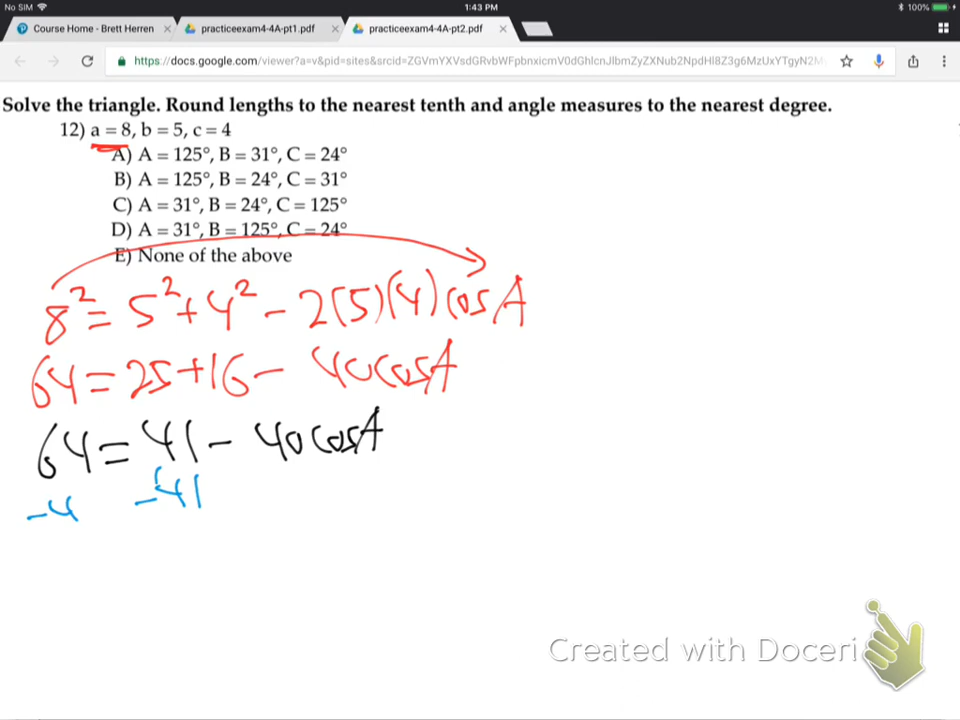 No SIM 1:43 PM 100%
Course Home - Brett Herren practiceexam4-4A-pt1.pdf practiceexam4-4A-pt2.pdf
Solve the triangle. Round lengths to the nearest tenth and angle measures to the nearest degree.
12) a = 8, b = 5, c = 4
A) A = 125°, B = 31°, C = 24°
B) A = 125°, B = 24°, C = 31°
C) A = 31°, B = 24°, C = 125°
D) A = 31°, B = 125°, C = 24°
E) None of the above
8² = 5² + 4² - 2(5)(4) cos A
64 = 25 + 16 - 40 cos A
64 = 41 - 40 cos A
-4 -41
Created with Doceri